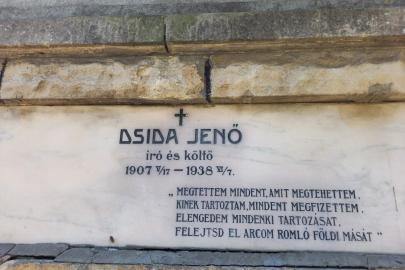 DSIDA JENŐ
író és költő
1907 V/17 – 1938 VI/7.
„MEGTETTEM MINDENT, AMIT MEGTEHETTEM,
KINEK TARTOZTAM, MINDENT MEGFIZETTEM,
ELENGEDEM MINDENKI TARTOZÁSÁT,
FELEJTSD EL ARCOM ROMLÓ FÖLDI MÁSÁT”